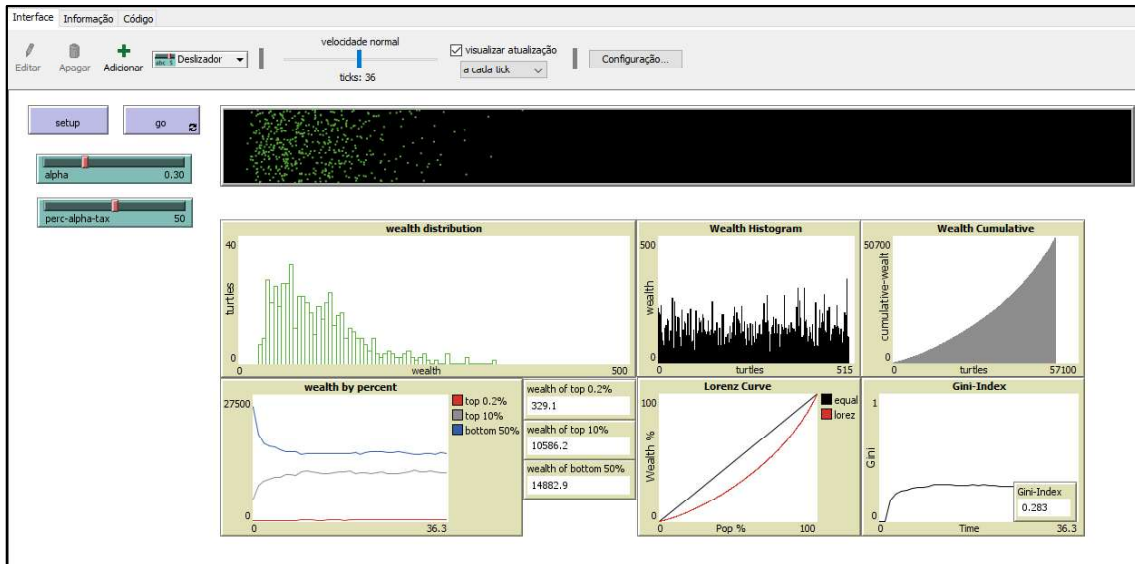 Interface Informação Código
Editar Apagar Adicionar abc 5 Deslizador
velocidade normal
ticks: 36
visualizar atualização
a cada tick
Configuração...
setup go
alpha 0.30
perc-alpha-tax 50
wealth distribution
40
turtles
0
0 wealth 500
Wealth Histogram
500
wealth
0
0 turtles 515
Wealth Cumulative
50700
cumulative-wealt
0
0 turtles 57100
wealth by percent
27500
0
0 36.3
top 0.2%
top 10%
bottom 50%
wealth of top 0.2%
329.1
wealth of top 10%
10586.2
wealth of bottom 50%
14882.9
Lorenz Curve
100
Wealth %
0
0 Pop % 100
equal
lorez
Gini-Index
1
Gini
0
0 Time 36.3
Gini-Index
0.283